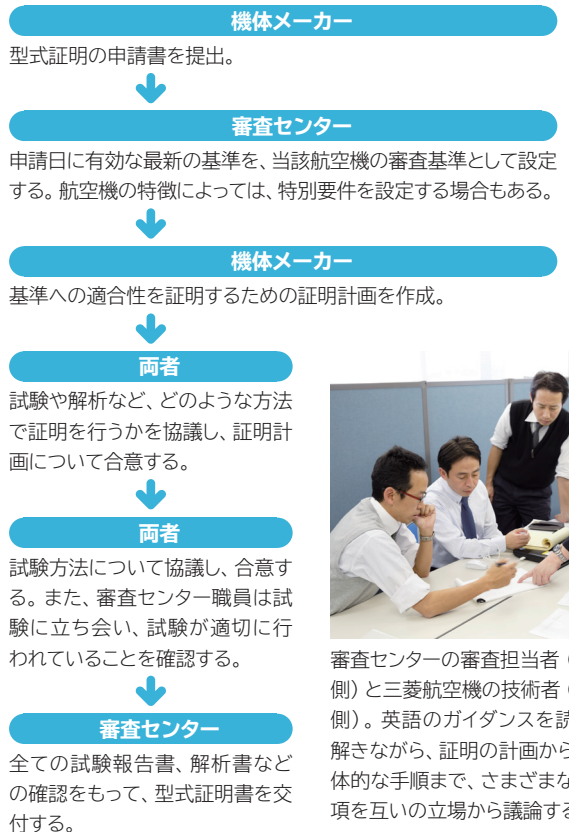 機体メーカー
型式証明の申請書を提出。
審査センター
申請日に有効な最新の基準を、当該航空機の審査基準として設定
する。航空機の特徴によっては、特別要件を設定する場合もある。
機体メーカー
基準への適合性を証明するための証明計画を作成。
両者
試験や解析など、どのような方法
で証明を行うかを協議し、証明計
画について合意する。
両者
試験方法について協議し、合意す
る。また、審査センター職員は試
験に立ち会い、試験が適切に行
われていることを確認する。
審査センター
全ての試験報告書、解析書など
の確認をもって、型式証明書を交
付する。
審査センターの審査担当者（
側）と三菱航空機の技術者（
側）。英語のガイダンスを読
解きながら、証明の計画から
体的な手順まで、さまざまな
項を互いの立場から議論する